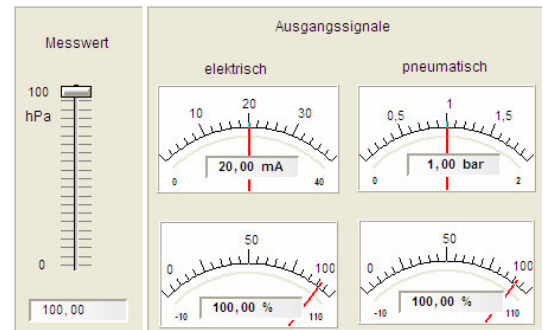 Messwert
100
hPa
0
100,00
Ausgangssignale
elektrisch
pneumatisch
10 20 30
20,00 mA
0 40
0,5 1 1,5
1,00 bar
0 2
0 50 100
100,00 %
-10 110
0 50 100
100,00 %
-10 110